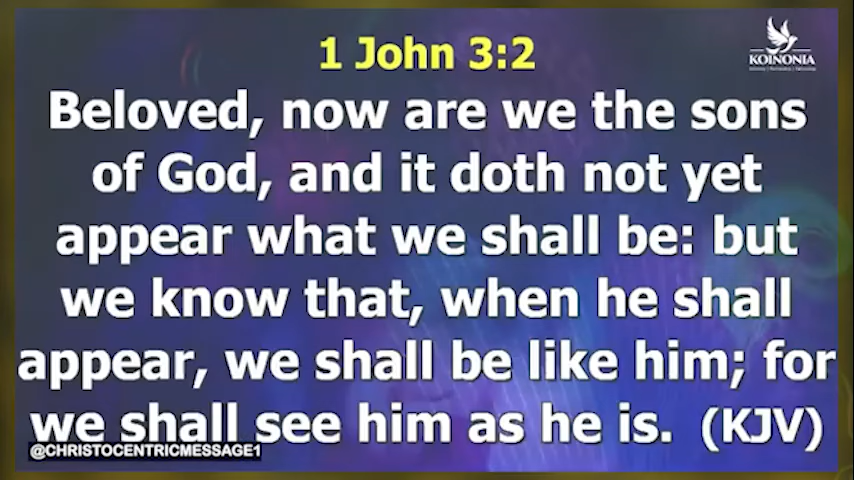 1 John 3:2
KOINONIA
Beloved, now are we the sons
of God, and it doth not yet
appear what we shall be: but
we know that, when he shall
appear, we shall be like him; for
we shall see him as he is. (KJV)
@CHRISTOCENTRICMESSAGE1